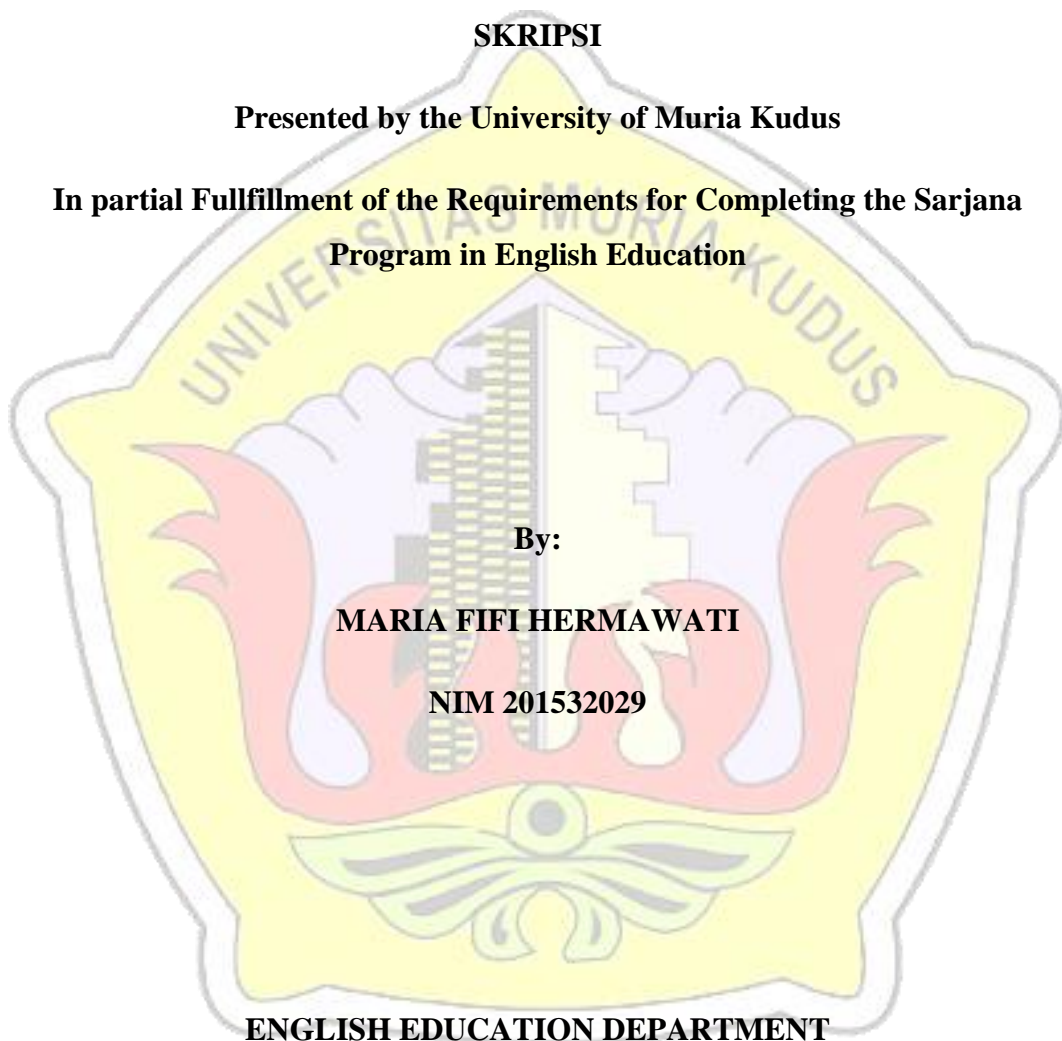 SKRIPSI
Presented by the University of Muria Kudus
In partial Fullfillment of the Requirements for Completing the Sarjana
Program in English Education
UNIVERSITAS MURIA KUDUS
By:
MARIA FIFI HERMAWATI
NIM 201532029
ENGLISH EDUCATION DEPARTMENT